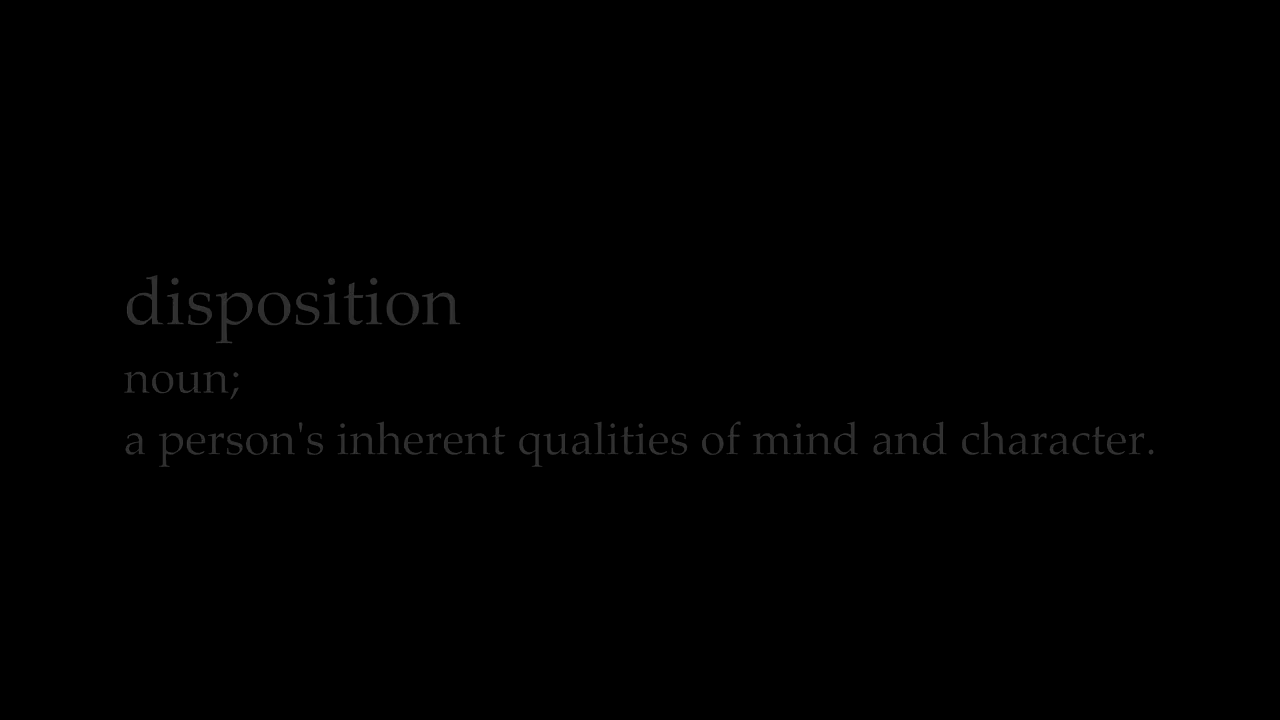 disposition
noun;
a person's inherent qualities of mind and character.